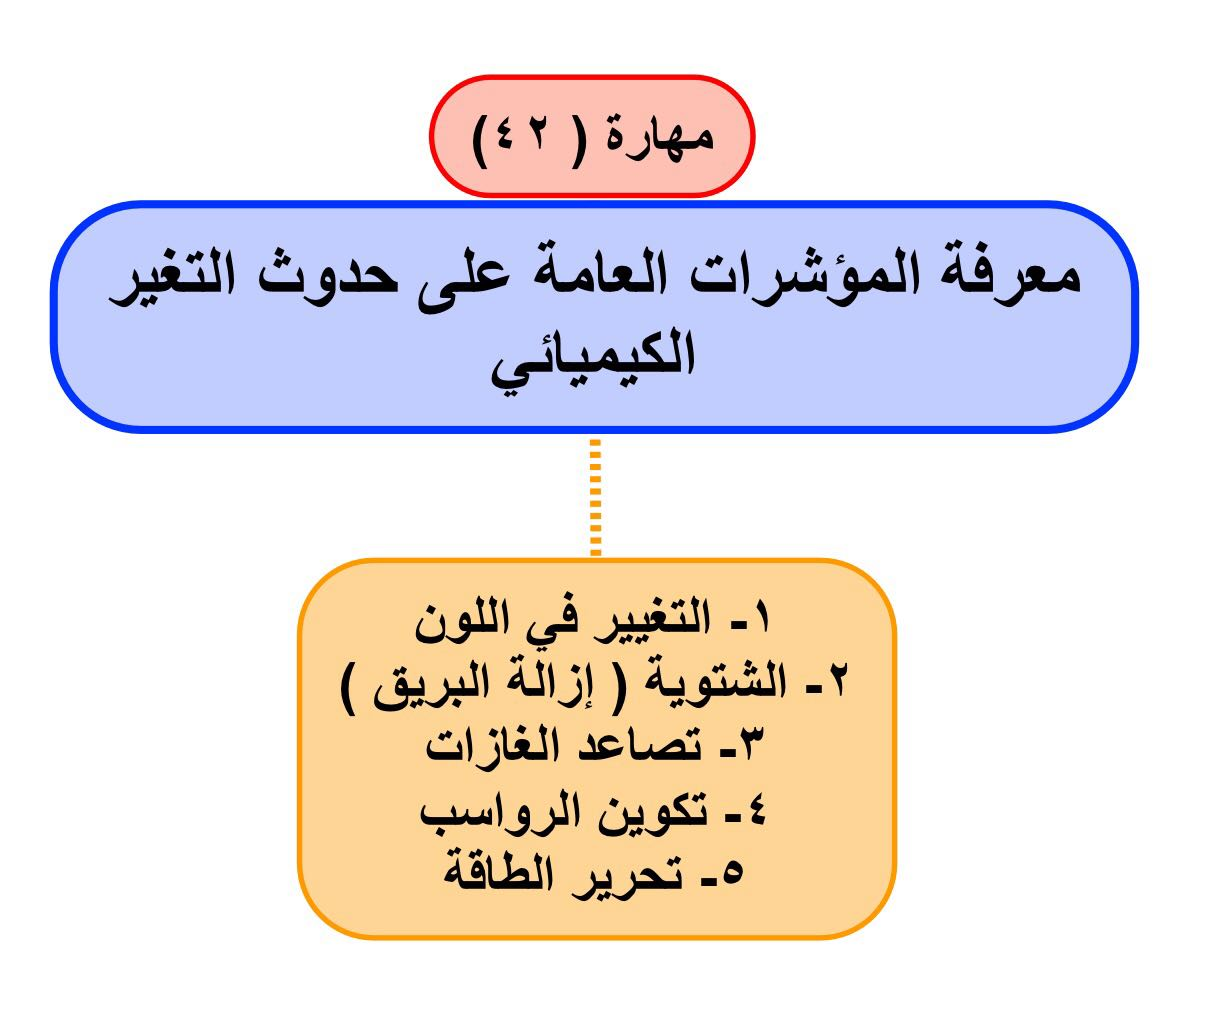 مهارة ( ٤٢)
معرفة المؤشرات العامة على حدوث التغير
الكيميائي
١- التغيير في اللون
٢- الشتوية ( إزالة البريق )
٣- تصاعد الغازات
٤- تكوين الرواسب
٥- تحرير الطاقة